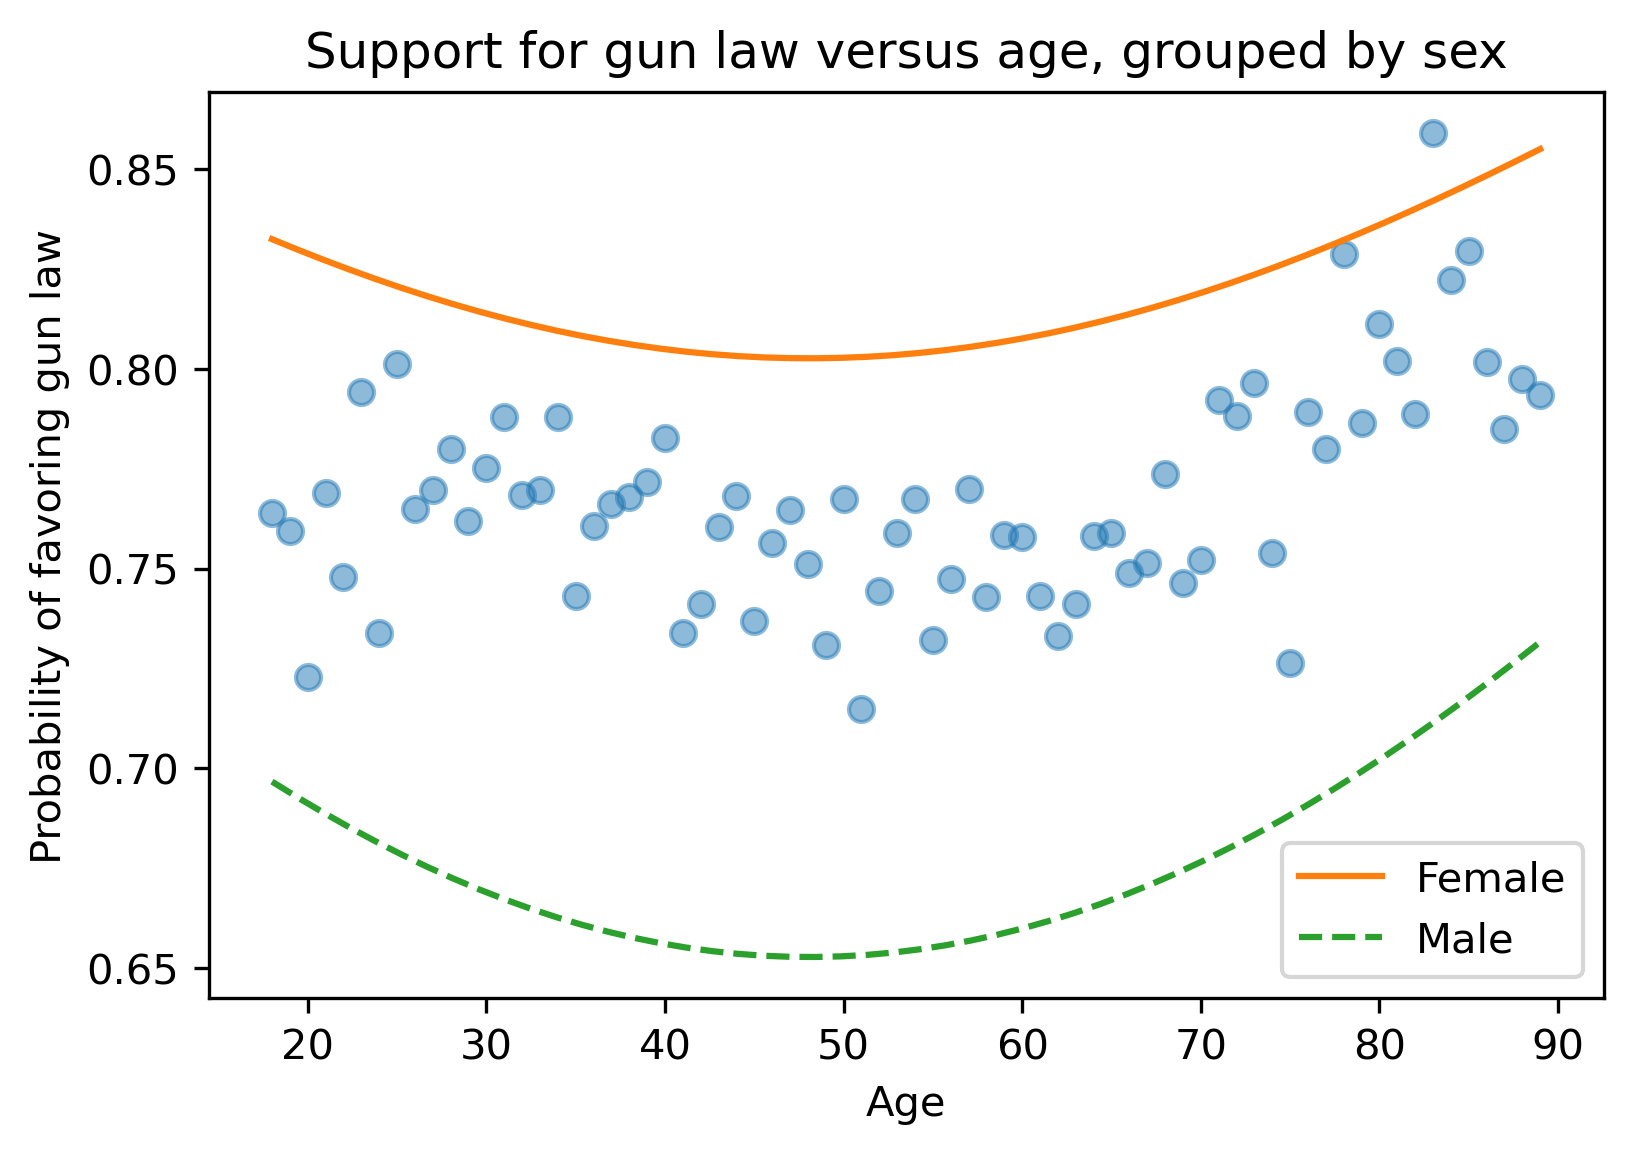 Support for gun law versus age, grouped by sex
Probability of favoring gun law
0.85
0.80
0.75
0.70
0.65
20 30 40 50 60 70 80 90
Age
Female
Male